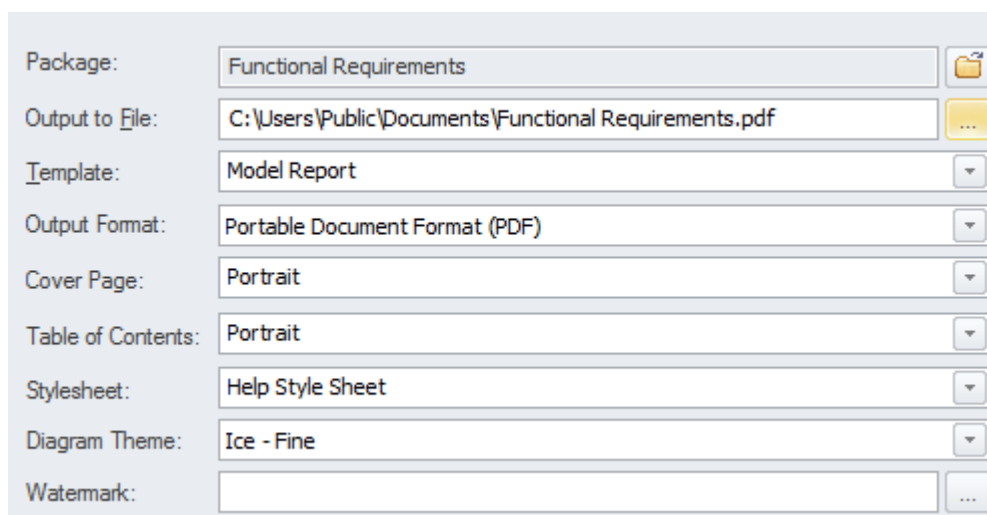 Package: Functional Requirements
Output to File: C:\Users\Public\Documents\Functional Requirements.pdf ...
Template: Model Report
Output Format: Portable Document Format (PDF)
Cover Page: Portrait
Table of Contents: Portrait
Stylesheet: Help Style Sheet
Diagram Theme: Ice - Fine
Watermark: ...